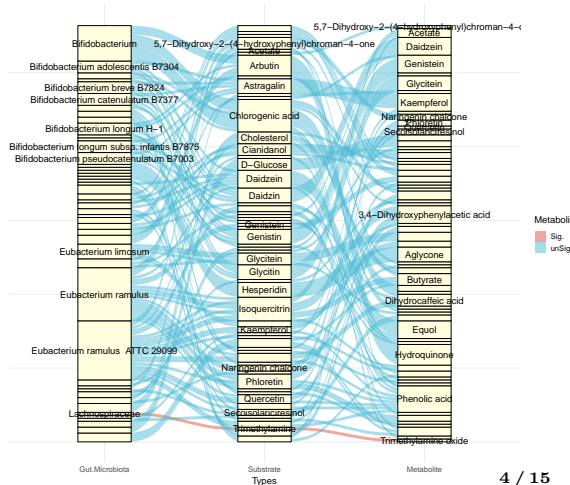 Bifidobacterium
Bifidobacterium adolescentis B7304
Bifidobacterium breve B7824
Bifidobacterium catenulatum B7377
Bifidobacterium longum H−1
Bifidobacterium longum subsp. infantis B7875
Bifidobacterium pseudocatenulatum B7003
Eubacterium limosum
Eubacterium ramulus
Eubacterium ramulus ATTC 29099
Lachnospiraceae
5,7−Dihydroxy−2−(4−hydroxyphenyl)chroman−4−one
Acetate
Arbutin
Astragalin
Chlorogenic acid
Cholesterol
Cianidanol
D−Glucose
Daidzein
Daidzin
Genistein
Genistin
Glycitein
Glycitin
Hesperidin
Isoquercitrin
Kaempferol
Naringenin chalcone
Phloretin
Quercetin
Secoisolariciresinol
Trimethylamine
5,7−Dihydroxy−2−(4−hydroxyphenyl)chroman−4−
Acetate
Daidzein
Genistein
Glycitein
Kaempferol
Naringenin chalcone
Secoisolariciresinol
3,4−Dihydroxyphenylacetic acid
Aglycone
Butyrate
Dihydrocaffeic acid
Equol
Hydroquinone
Phenolic acid
Trimethylamine oxide
Metaboli
Sig.
unSig
Gut.Microbiota
Substrate
Metabolite
Types
4 / 15